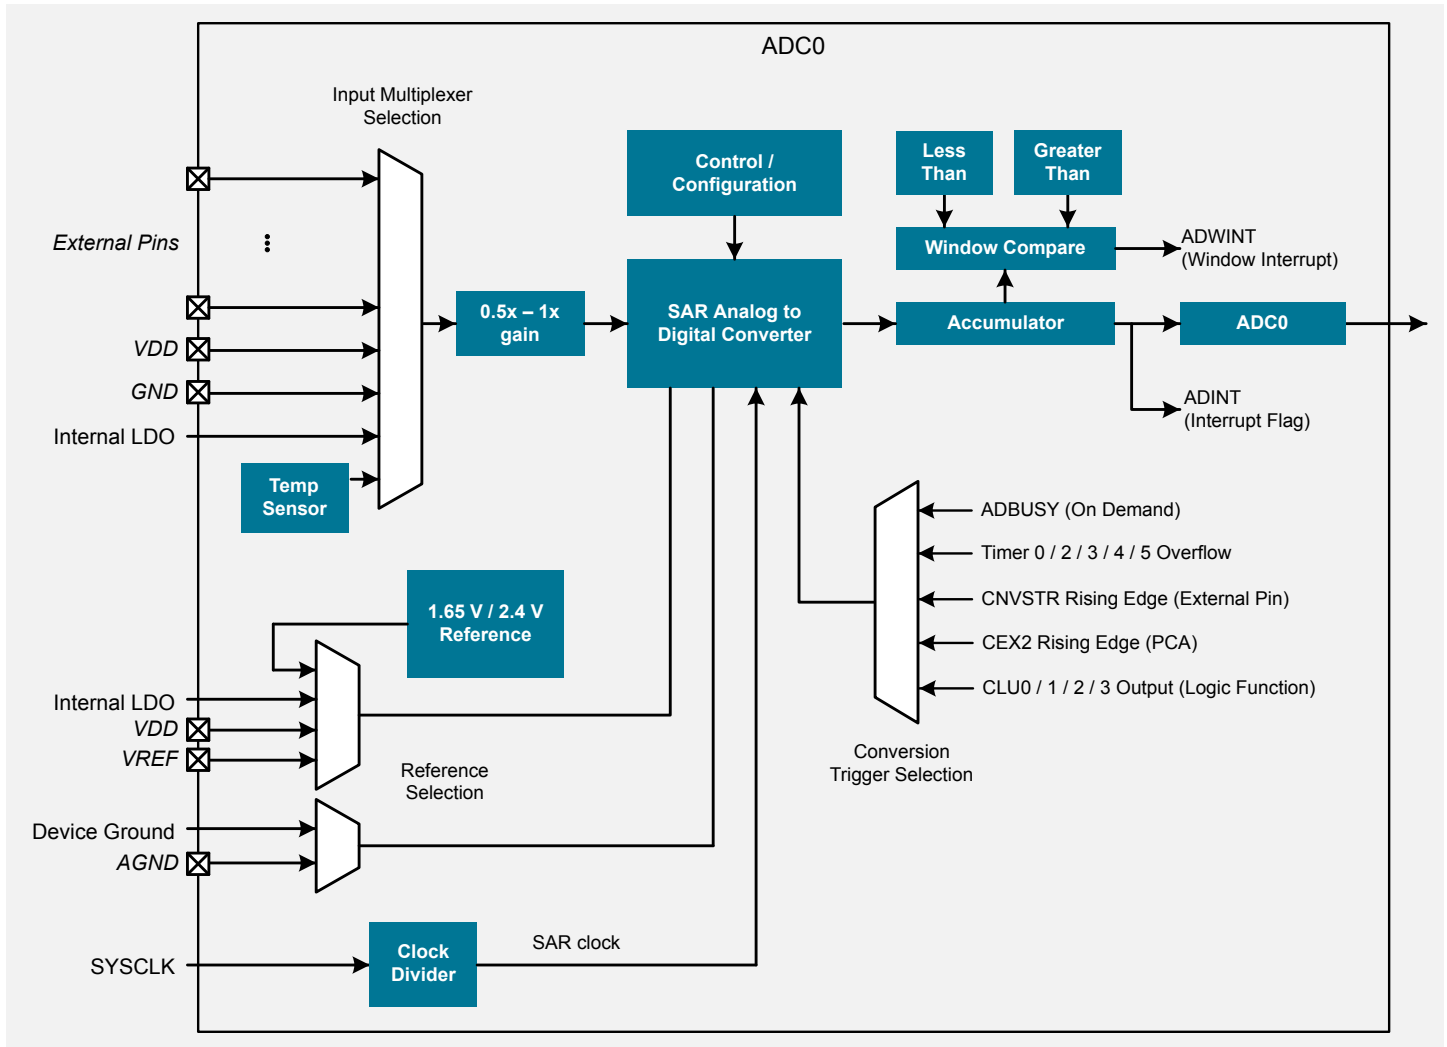 ADC0
Input Multiplexer
Selection
Control /
Configuration
Less
Than
Greater
Than
External Pins
Window Compare
ADWINT
(Window Interrupt)
0.5x – 1x
gain
SAR Analog to
Digital Converter
Accumulator
ADC0
VDD
GND
ADINT
(Interrupt Flag)
Internal LDO
Temp
Sensor
ADBUSY (On Demand)
Timer 0 / 2 / 3 / 4 / 5 Overflow
CNVSTR Rising Edge (External Pin)
CEX2 Rising Edge (PCA)
CLU0 / 1 / 2 / 3 Output (Logic Function)
Conversion
Trigger Selection
1.65 V / 2.4 V
Reference
Internal LDO
VDD
VREF
Reference
Selection
Device Ground
AGND
SYSCLK
Clock
Divider
SAR clock